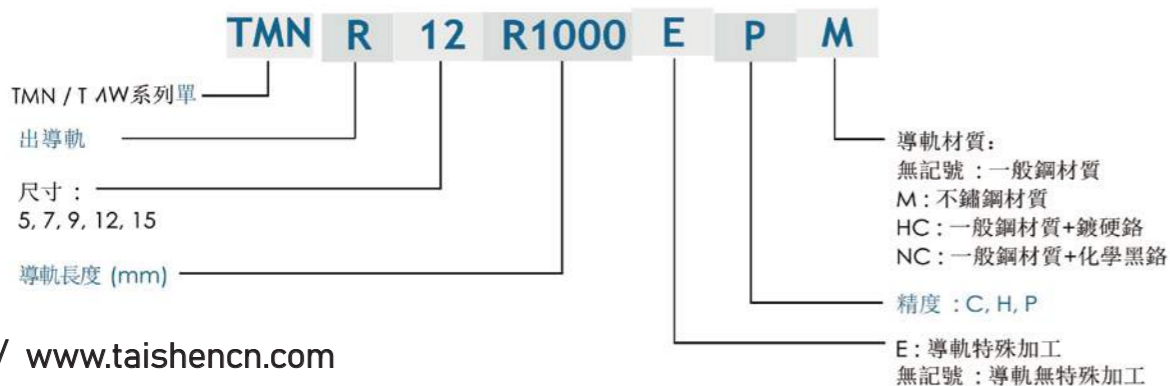 TMN R 12 R1000 E P M
TMN / T ΛW系列單
出導軌
尺寸 :
5, 7, 9, 12, 15
導軌長度 (mm)
導軌材質:
無記號 : 一般鋼材質
M : 不鏽鋼材質
HC : 一般鋼材質+鍍硬鉻
NC : 一般鋼材質+化學黑鉻
精度 : C, H, P
E : 導軌特殊加工
無記號 : 導軌無特殊加工
/ www.taishencn.com